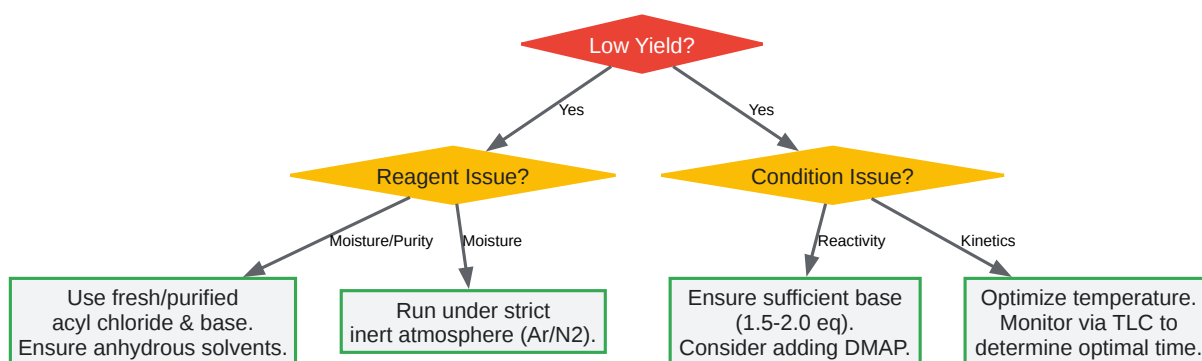 Low Yield?
Yes
Yes
Reagent Issue?
Condition Issue?
Moisture/Purity
Moisture
Reactivity
Kinetics
Use fresh/purified
acyl chloride & base.
Ensure anhydrous solvents.
Run under strict
inert atmosphere (Ar/N2).
Ensure sufficient base
(1.5-2.0 eq).
Consider adding DMAP.
Optimize temperature.
Monitor via TLC to
determine optimal time.